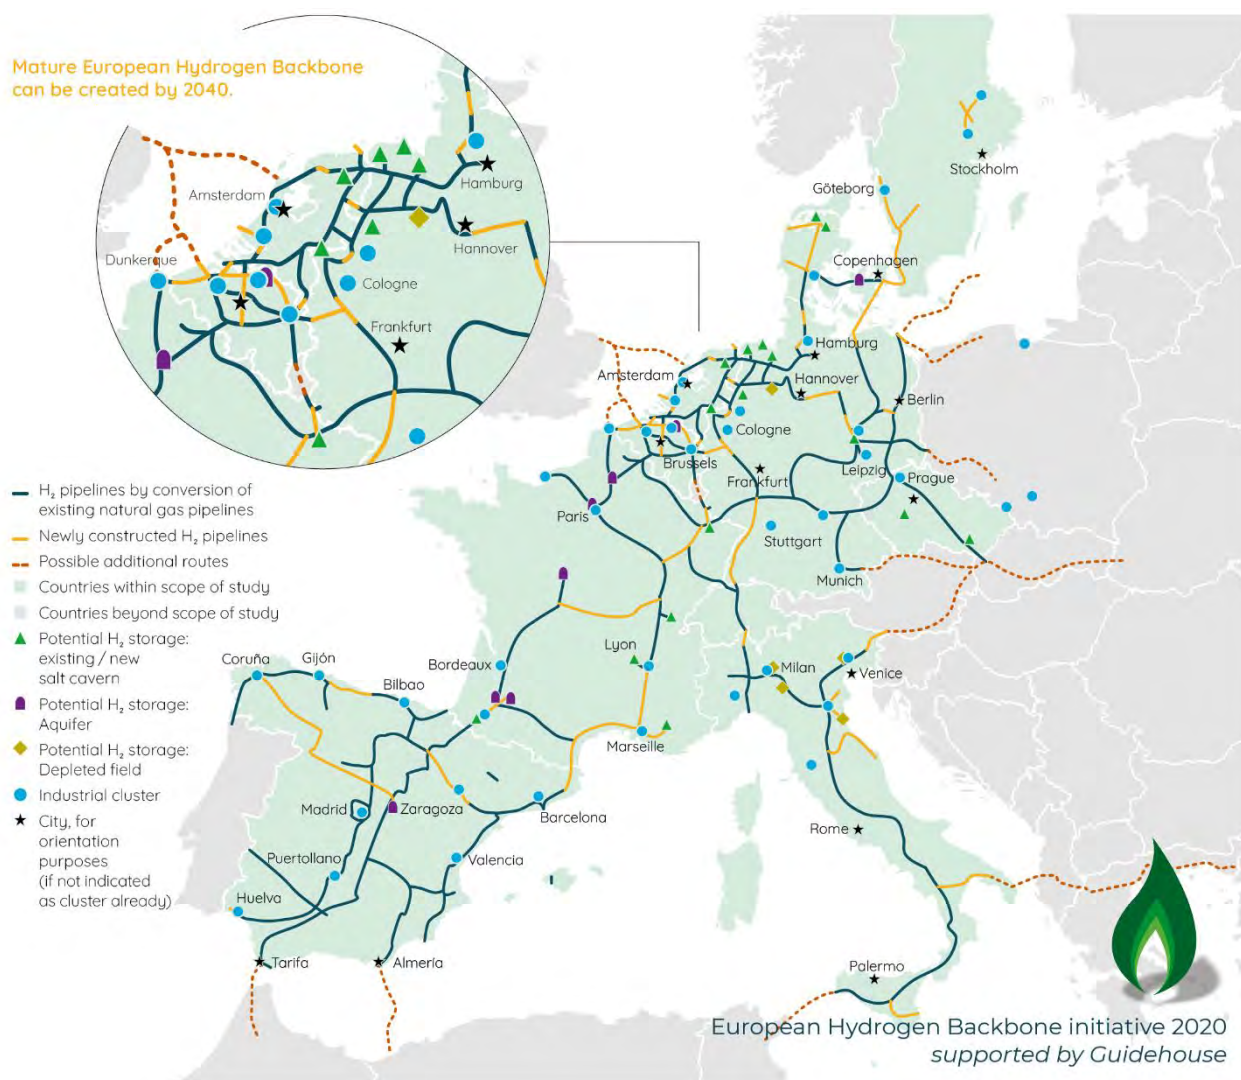 Mature European Hydrogen Backbone
can be created by 2040.
Amsterdam
Hamburg
Hannover
Dunkerque
Cologne
Frankfurt
H₂ pipelines by conversion of
existing natural gas pipelines
Newly constructed H₂ pipelines
Possible additional routes
Countries within scope of study
Countries beyond scope of study
Potential H₂ storage:
existing / new
salt cavern
Potential H₂ storage:
Aquifer
Potential H₂ storage:
Depleted field
Industrial cluster
City, for
orientation
purposes
(if not indicated
as cluster already)
Stockholm
Göteborg
Copenhagen
Hamburg
Amsterdam
Hannover
Berlin
Cologne
Brussels
Leipzig
Frankfurt
Prague
Paris
Stuttgart
Munich
Lyon
Bordeaux
Milan
Venice
Coruña
Gijón
Bilbao
Marseille
Madrid
Zaragoza
Barcelona
Rome
Puertollano
Valencia
Huelva
Tarifa
Almería
Palermo
European Hydrogen Backbone initiative 2020
supported by Guidehouse